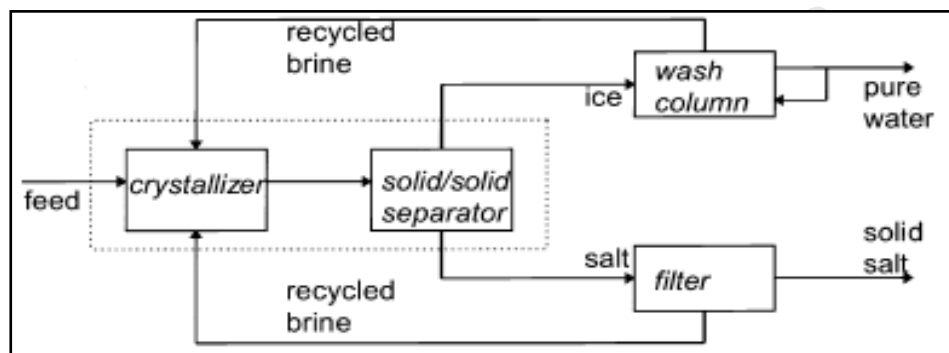 recycled
brine
wash
column
ice
pure
water
feed
crystallizer
solid/solid
separator
salt
filter
solid
salt
recycled
brine